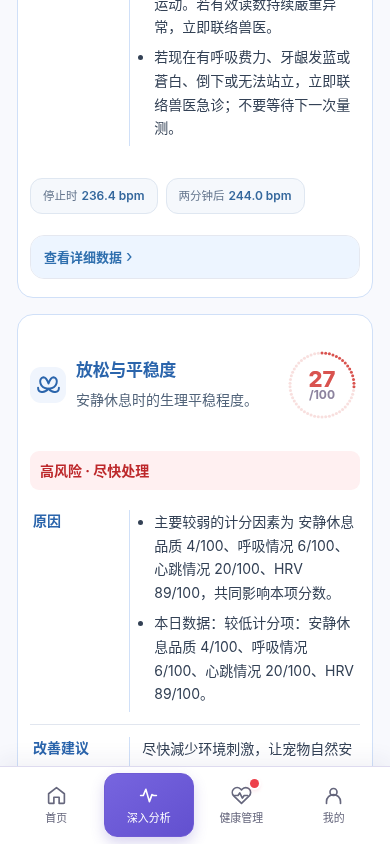 运动。若有效读数持续严重异
常，立即联络兽医。
若现在有呼吸费力、牙龈发蓝或
苍白、倒下或无法站立，立即联
络兽医急诊；不要等待下一次量
测。
停止时 236.4 bpm 两分钟后 244.0 bpm
查看详细数据 ›
放松与平稳度
安静休息时的生理平稳程度。
27
/100
高风险 · 尽快处理
原因
主要较弱的计分因素为 安静休息
品质 4/100、呼吸情况 6/100、
心跳情况 20/100、HRV
89/100，共同影响本项分数。
本日数据：较低计分项：安静休
息品质 4/100、呼吸情况
6/100、心跳情况 20/100、HRV
89/100。
改善建议
尽快減少环境刺激，让宠物自然安
首页 深入分析 健康管理 我的